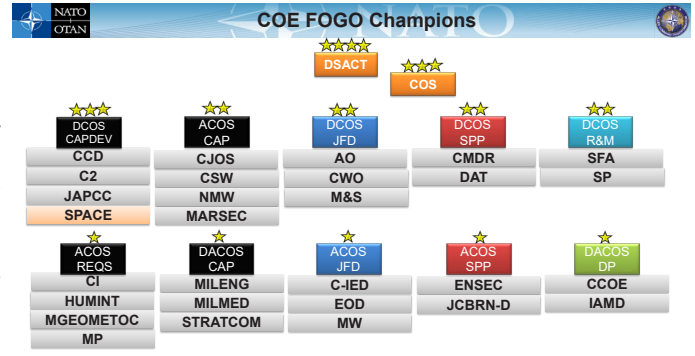 NATO
OTAN
COE FOGO Champions
DSACT
COS
DCOS
CAPDEV
CCD
C2
JAPCC
SPACE
ACOS
CAP
CJOS
CSW
NMW
MARSEC
DCOS
JFD
AO
CWO
M&S
DCOS
SPP
CMDR
DAT
DCOS
R&M
SFA
SP
ACOS
REQS
CI
HUMINT
MGEOMETOC
MP
DACOS
CAP
MILENG
MILMED
STRATCOM
ACOS
JFD
C-IED
EOD
MW
ACOS
SPP
ENSEC
JCBRN-D
DACOS
DP
CCOE
IAMD